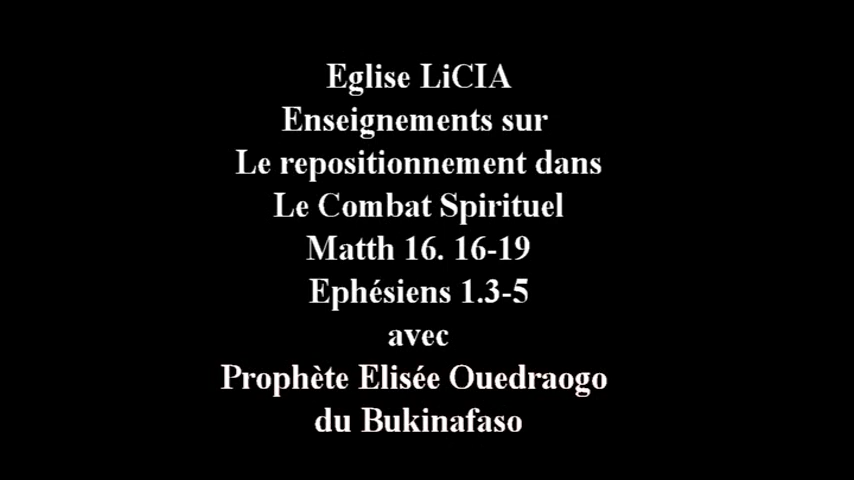 Eglise LiCIA
Enseignements sur
Le repositionnement dans
Le Combat Spirituel
Matth 16. 16-19
Ephésiens 1.3-5
avec
Prophète Elisée Ouedraogo
du Bukinafaso